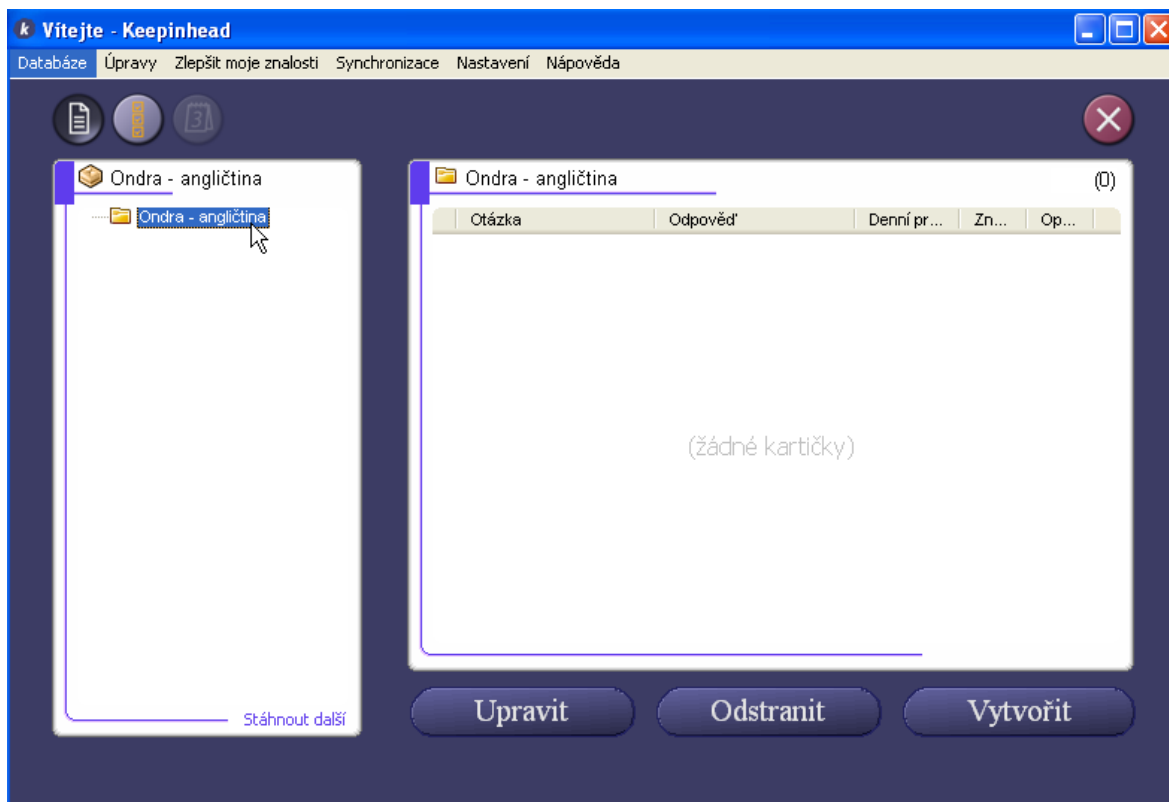 k Vítejte - Keepinhead
Databáze Úpravy Zlepšit moje znalosti Synchronizace Nastavení Nápověda
3
Ondra - angličtina
Ondra - angličtina
Stáhnout další
Ondra - angličtina (0)
Otázka Odpověď Denní pr... Zn... Op...
(žádné kartičky)
Upravit Odstranit Vytvořit